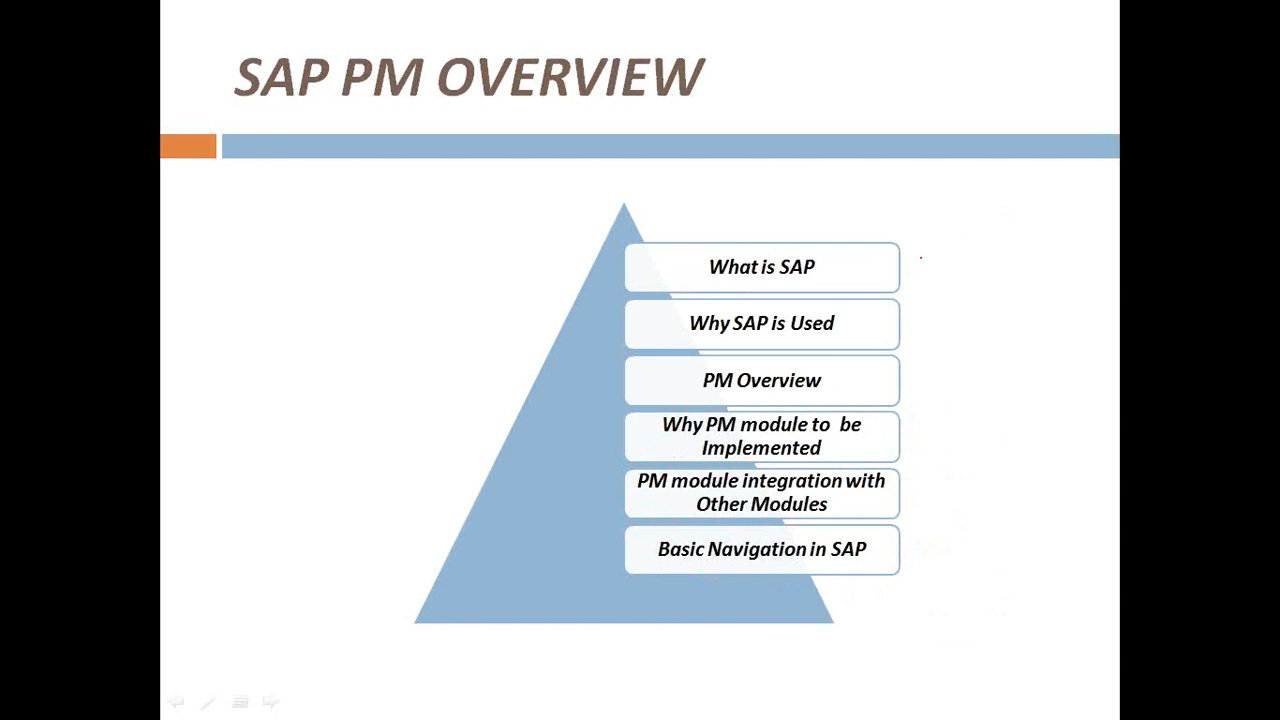 SAP PM OVERVIEW
What is SAP
Why SAP is Used
PM Overview
Why PM module to be
Implemented
PM module integration with
Other Modules
Basic Navigation in SAP